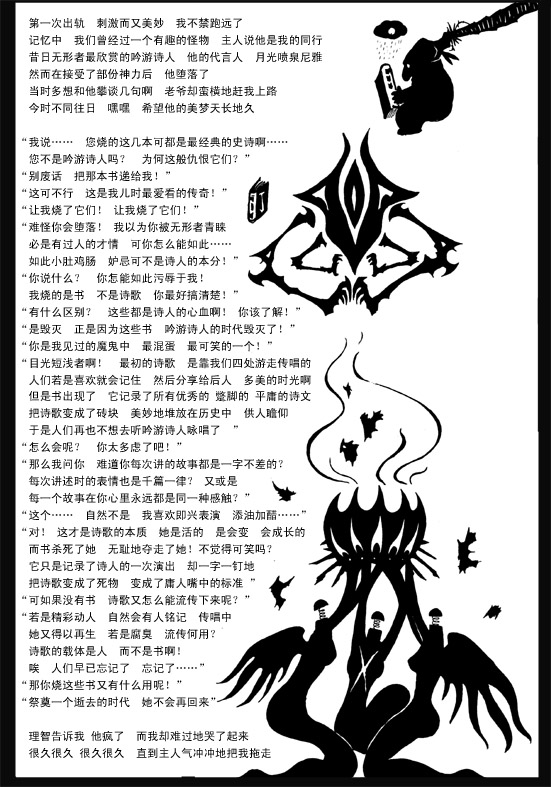 第一次出轨　刺激而又美妙　我不禁跑远了
记忆中　我们曾经过一个有趣的怪物　主人说他是我的同行
昔日无形者最欣赏的吟游诗人　他的代言人　月光喷泉尼雅
然而在接受了部份神力后　他堕落了
当时多想和他攀谈几句啊　老爷却蛮横地赶我上路
今时不同往日　嘿嘿　希望他的美梦天长地久
“我说……　您烧的这几本可都是最经典的史诗啊……
您不是吟游诗人吗？　为何这般仇恨它们？”
“别废话　把那本书递给我！”
“这可不行　这是我儿时最爱看的传奇！”
“让我烧了它们！　让我烧了它们！”
“难怪你会堕落！　我以为你被无形者青睐
必是有过人的才情　可你怎么能如此……
如此小肚鸡肠　妒忌可不是诗人的本分！”
“你说什么？　你怎能如此污辱于我！
我烧的是书　不是诗歌　你最好搞清楚！”
“有什么区别？　这些都是诗人的心血啊！　你该了解！”
“是毁灭　正是因为这些书　吟游诗人的时代毁灭了！”
“你是我见过的魔鬼中　最混蛋　最可笑的一个！”
“目光短浅者啊！　最初的诗歌　是靠我们四处游走传唱的
人们若是喜欢就会记住　然后分享给后人　多美的时光啊
但是书出现了　它记录了所有优秀的 蹩脚的 平庸的诗文
把诗歌变成了砖块　美妙地堆放在历史中　供人瞻仰
于是人们再也不想去听吟游诗人咏唱了　”
“怎么会呢？　你太多虑了吧！”
“那么我问你　难道你每次讲的故事都是一字不差的？
每次讲述时的表情也是千篇一律？　又或是
每一个故事在你心里永远都是同一种感触？”
“这个……　自然不是　我喜欢即兴表演　添油加醋……”
“对！　这才是诗歌的本质　她是活的　是会变　会成长的
而书杀死了她　无耻地夺走了她！不觉得可笑吗？
它只是记录了诗人的一次演出　却一字一钉地
把诗歌变成了死物　变成了庸人嘴中的标准　”
“可如果没有书　诗歌又怎么能流传下来呢？”
“若是精彩动人　自然会有人铭记　传唱中
她又得以再生　若是腐臭　流传何用？
诗歌的载体是人　而不是书啊！
唉　人们早已忘记了　忘记了……”
“那你烧这些书又有什么用呢！”
“祭奠一个逝去的时代　她不会再回来”
理智告诉我 他疯了　而我却难过地哭了起来
很久很久 很久很久　直到主人气冲冲地把我拖走